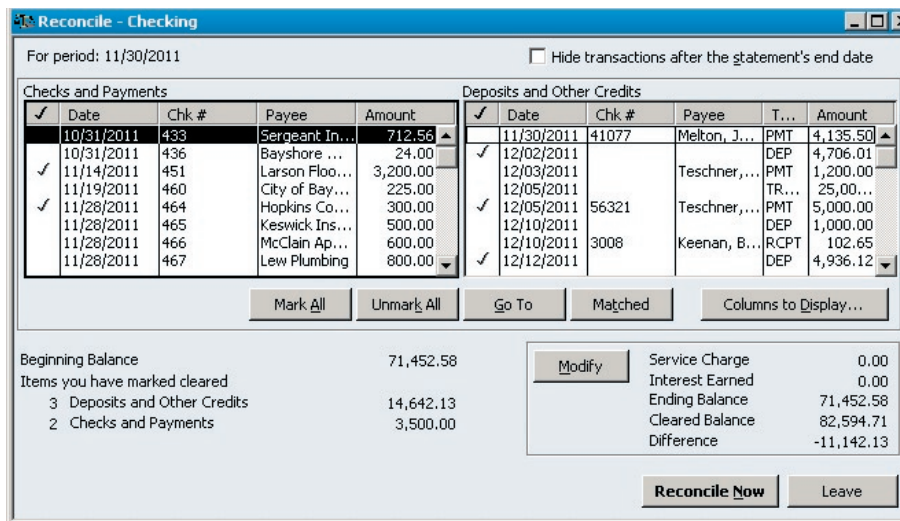 Reconcile - Checking
For period: 11/30/2011
Hide transactions after the statement's end date
Checks and Payments
✓ Date Chk # Payee Amount
10/31/2011 433 Sergeant In... 712.56
10/31/2011 436 Bayshore ... 24.00
✓ 11/14/2011 451 Larson Floo... 3,200.00
11/19/2011 460 City of Bay... 225.00
✓ 11/28/2011 464 Hopkins Co... 300.00
11/28/2011 465 Keswick Ins... 500.00
11/28/2011 466 McClain Ap... 600.00
11/28/2011 467 Lew Plumbing 800.00
Deposits and Other Credits
✓ Date Chk # Payee T... Amount
11/30/2011 41077 Melton, J... PMT 4,135.50
✓ 12/02/2011 DEP 4,706.01
12/03/2011 Teschner,... PMT 1,200.00
12/05/2011 TR... 25,00...
✓ 12/05/2011 56321 Teschner,... PMT 5,000.00
12/10/2011 DEP 1,000.00
12/10/2011 3008 Keenan, B... RCPT 102.65
✓ 12/12/2011 DEP 4,936.12
Mark All Unmark All Go To Matched Columns to Display...
Beginning Balance 71,452.58
Items you have marked cleared
3 Deposits and Other Credits 14,642.13
2 Checks and Payments 3,500.00
Modify
Service Charge 0.00
Interest Earned 0.00
Ending Balance 71,452.58
Cleared Balance 82,594.71
Difference -11,142.13
Reconcile Now Leave